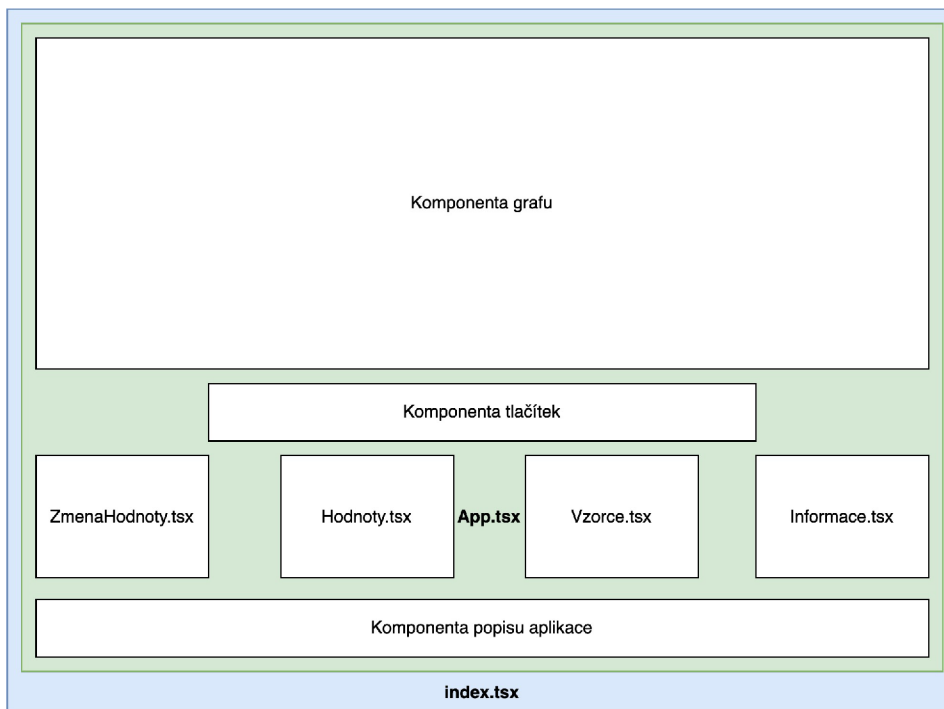 Komponenta grafu
Komponenta tlačítek
ZmenaHodnoty.tsx
Hodnoty.tsx
App.tsx
Vzorce.tsx
Informace.tsx
Komponenta popisu aplikace
index.tsx